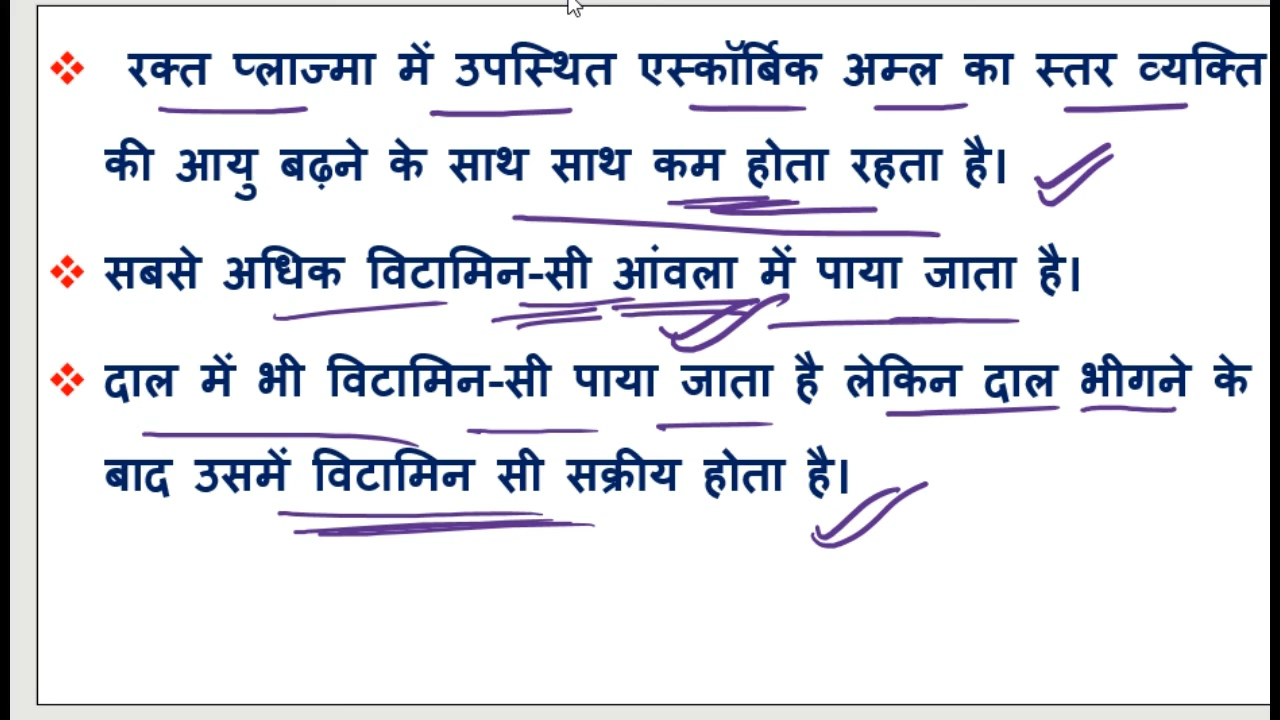 ❖ रक्त प्लाज्मा में उपस्थित एस्कॉर्बिक अम्ल का स्तर व्यक्ति
की आयु बढ़ने के साथ साथ कम होता रहता है।
❖ सबसे अधिक विटामिन-सी आंवला में पाया जाता है।
❖ दाल में भी विटामिन-सी पाया जाता है लेकिन दाल भीगने के
बाद उसमें विटामिन सी सक्रीय होता है।